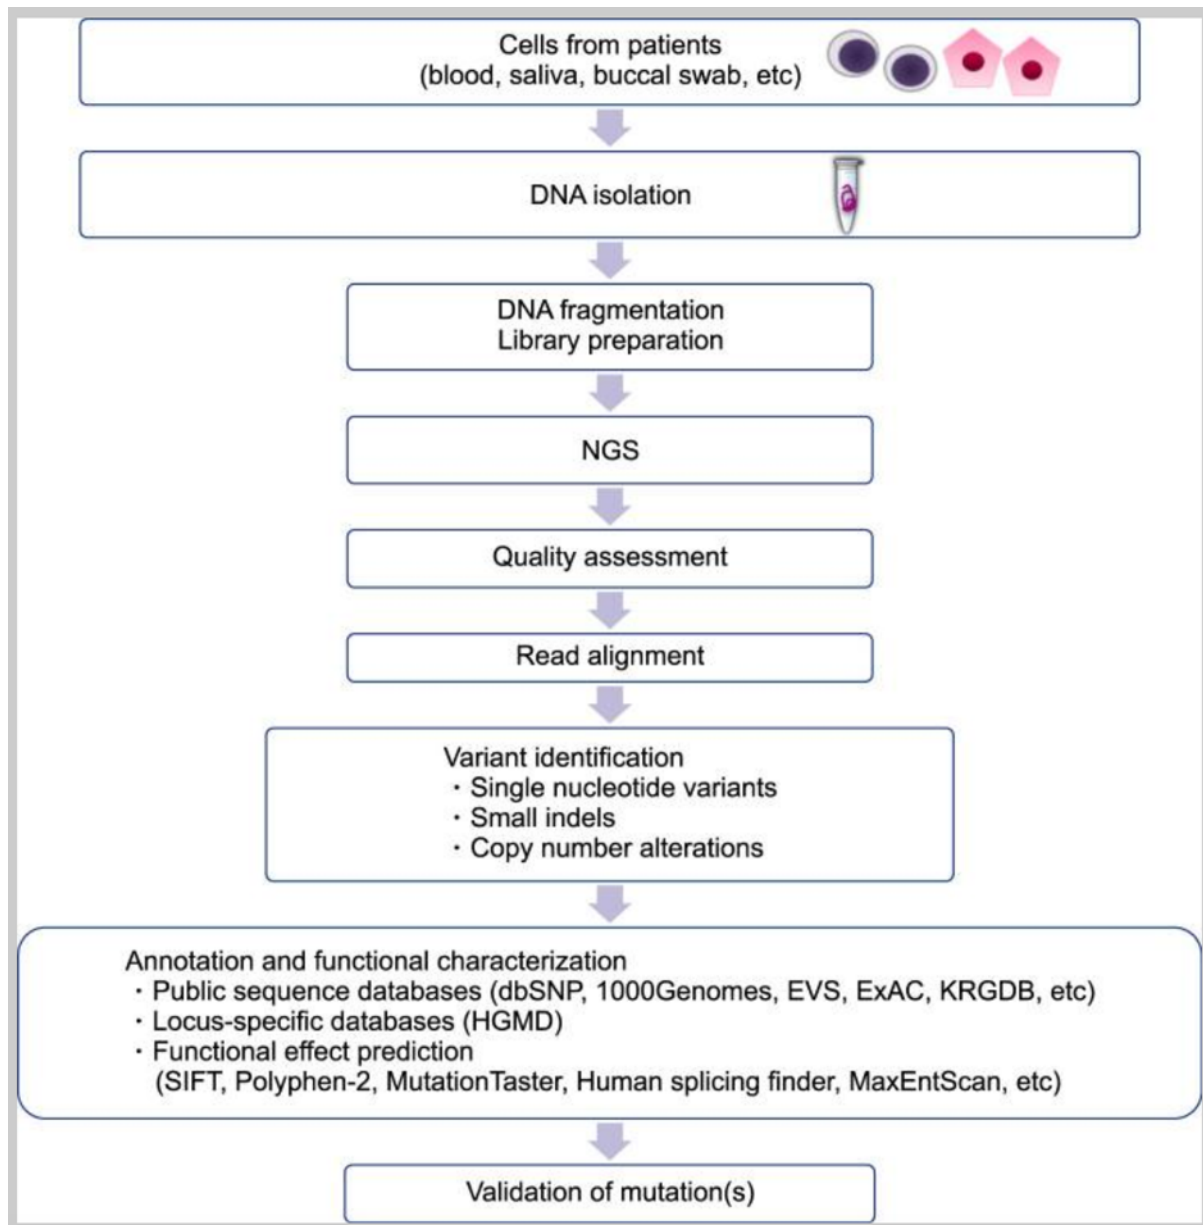 Cells from patients
(blood, saliva, buccal swab, etc)
DNA isolation
DNA fragmentation
Library preparation
NGS
Quality assessment
Read alignment
Variant identification
· Single nucleotide variants
· Small indels
· Copy number alterations
Annotation and functional characterization
· Public sequence databases (dbSNP, 1000Genomes, EVS, ExAC, KRGDB, etc)
· Locus-specific databases (HGMD)
· Functional effect prediction
(SIFT, Polyphen-2, MutationTaster, Human splicing finder, MaxEntScan, etc)
Validation of mutation(s)